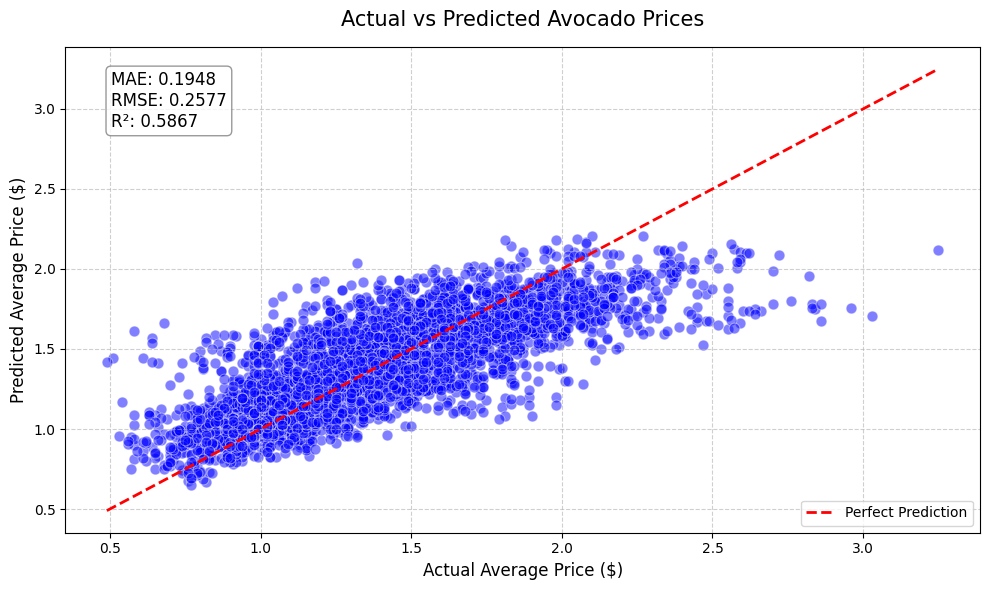 Actual vs Predicted Avocado Prices
MAE: 0.1948
RMSE: 0.2577
R²: 0.5867
Predicted Average Price ($)
3.0
2.5
2.0
1.5
1.0
0.5
Perfect Prediction
0.5 1.0 1.5 2.0 2.5 3.0
Actual Average Price ($)